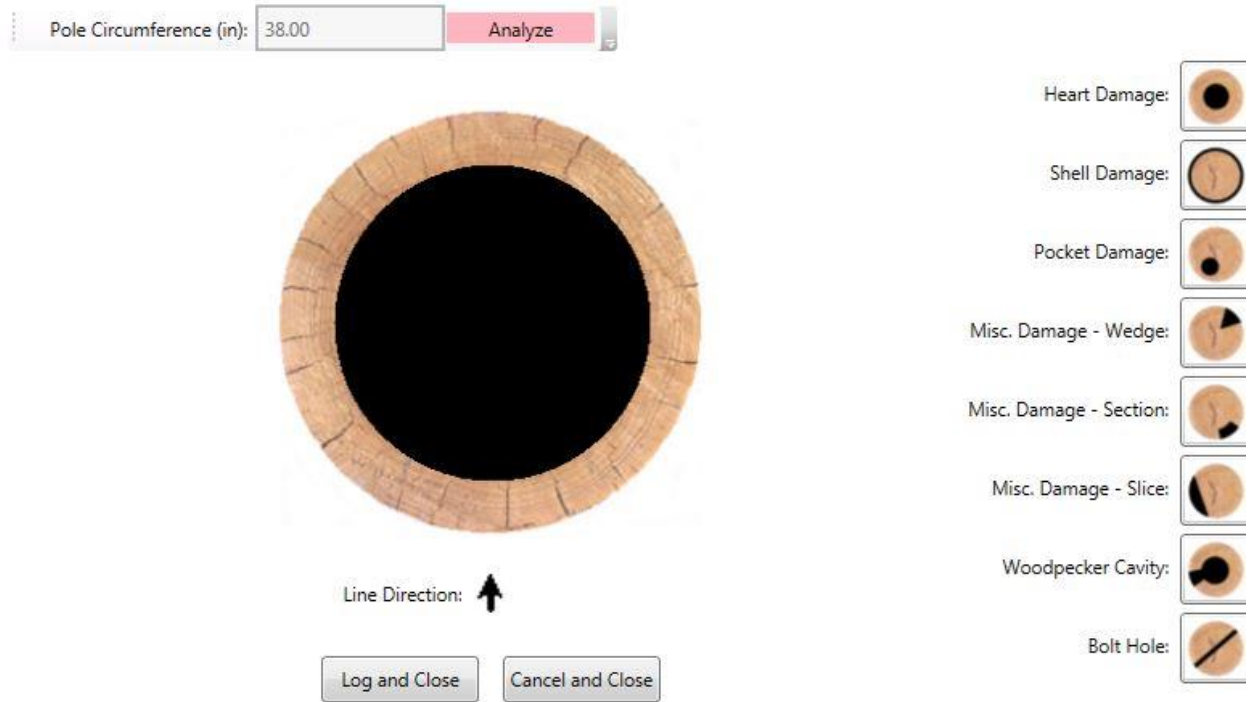 Pole Circumference (in): 38.00 Analyze
Heart Damage:
Shell Damage:
Pocket Damage:
Misc. Damage - Wedge:
Misc. Damage - Section:
Misc. Damage - Slice:
Woodpecker Cavity:
Bolt Hole:
Line Direction:
Log and Close Cancel and Close